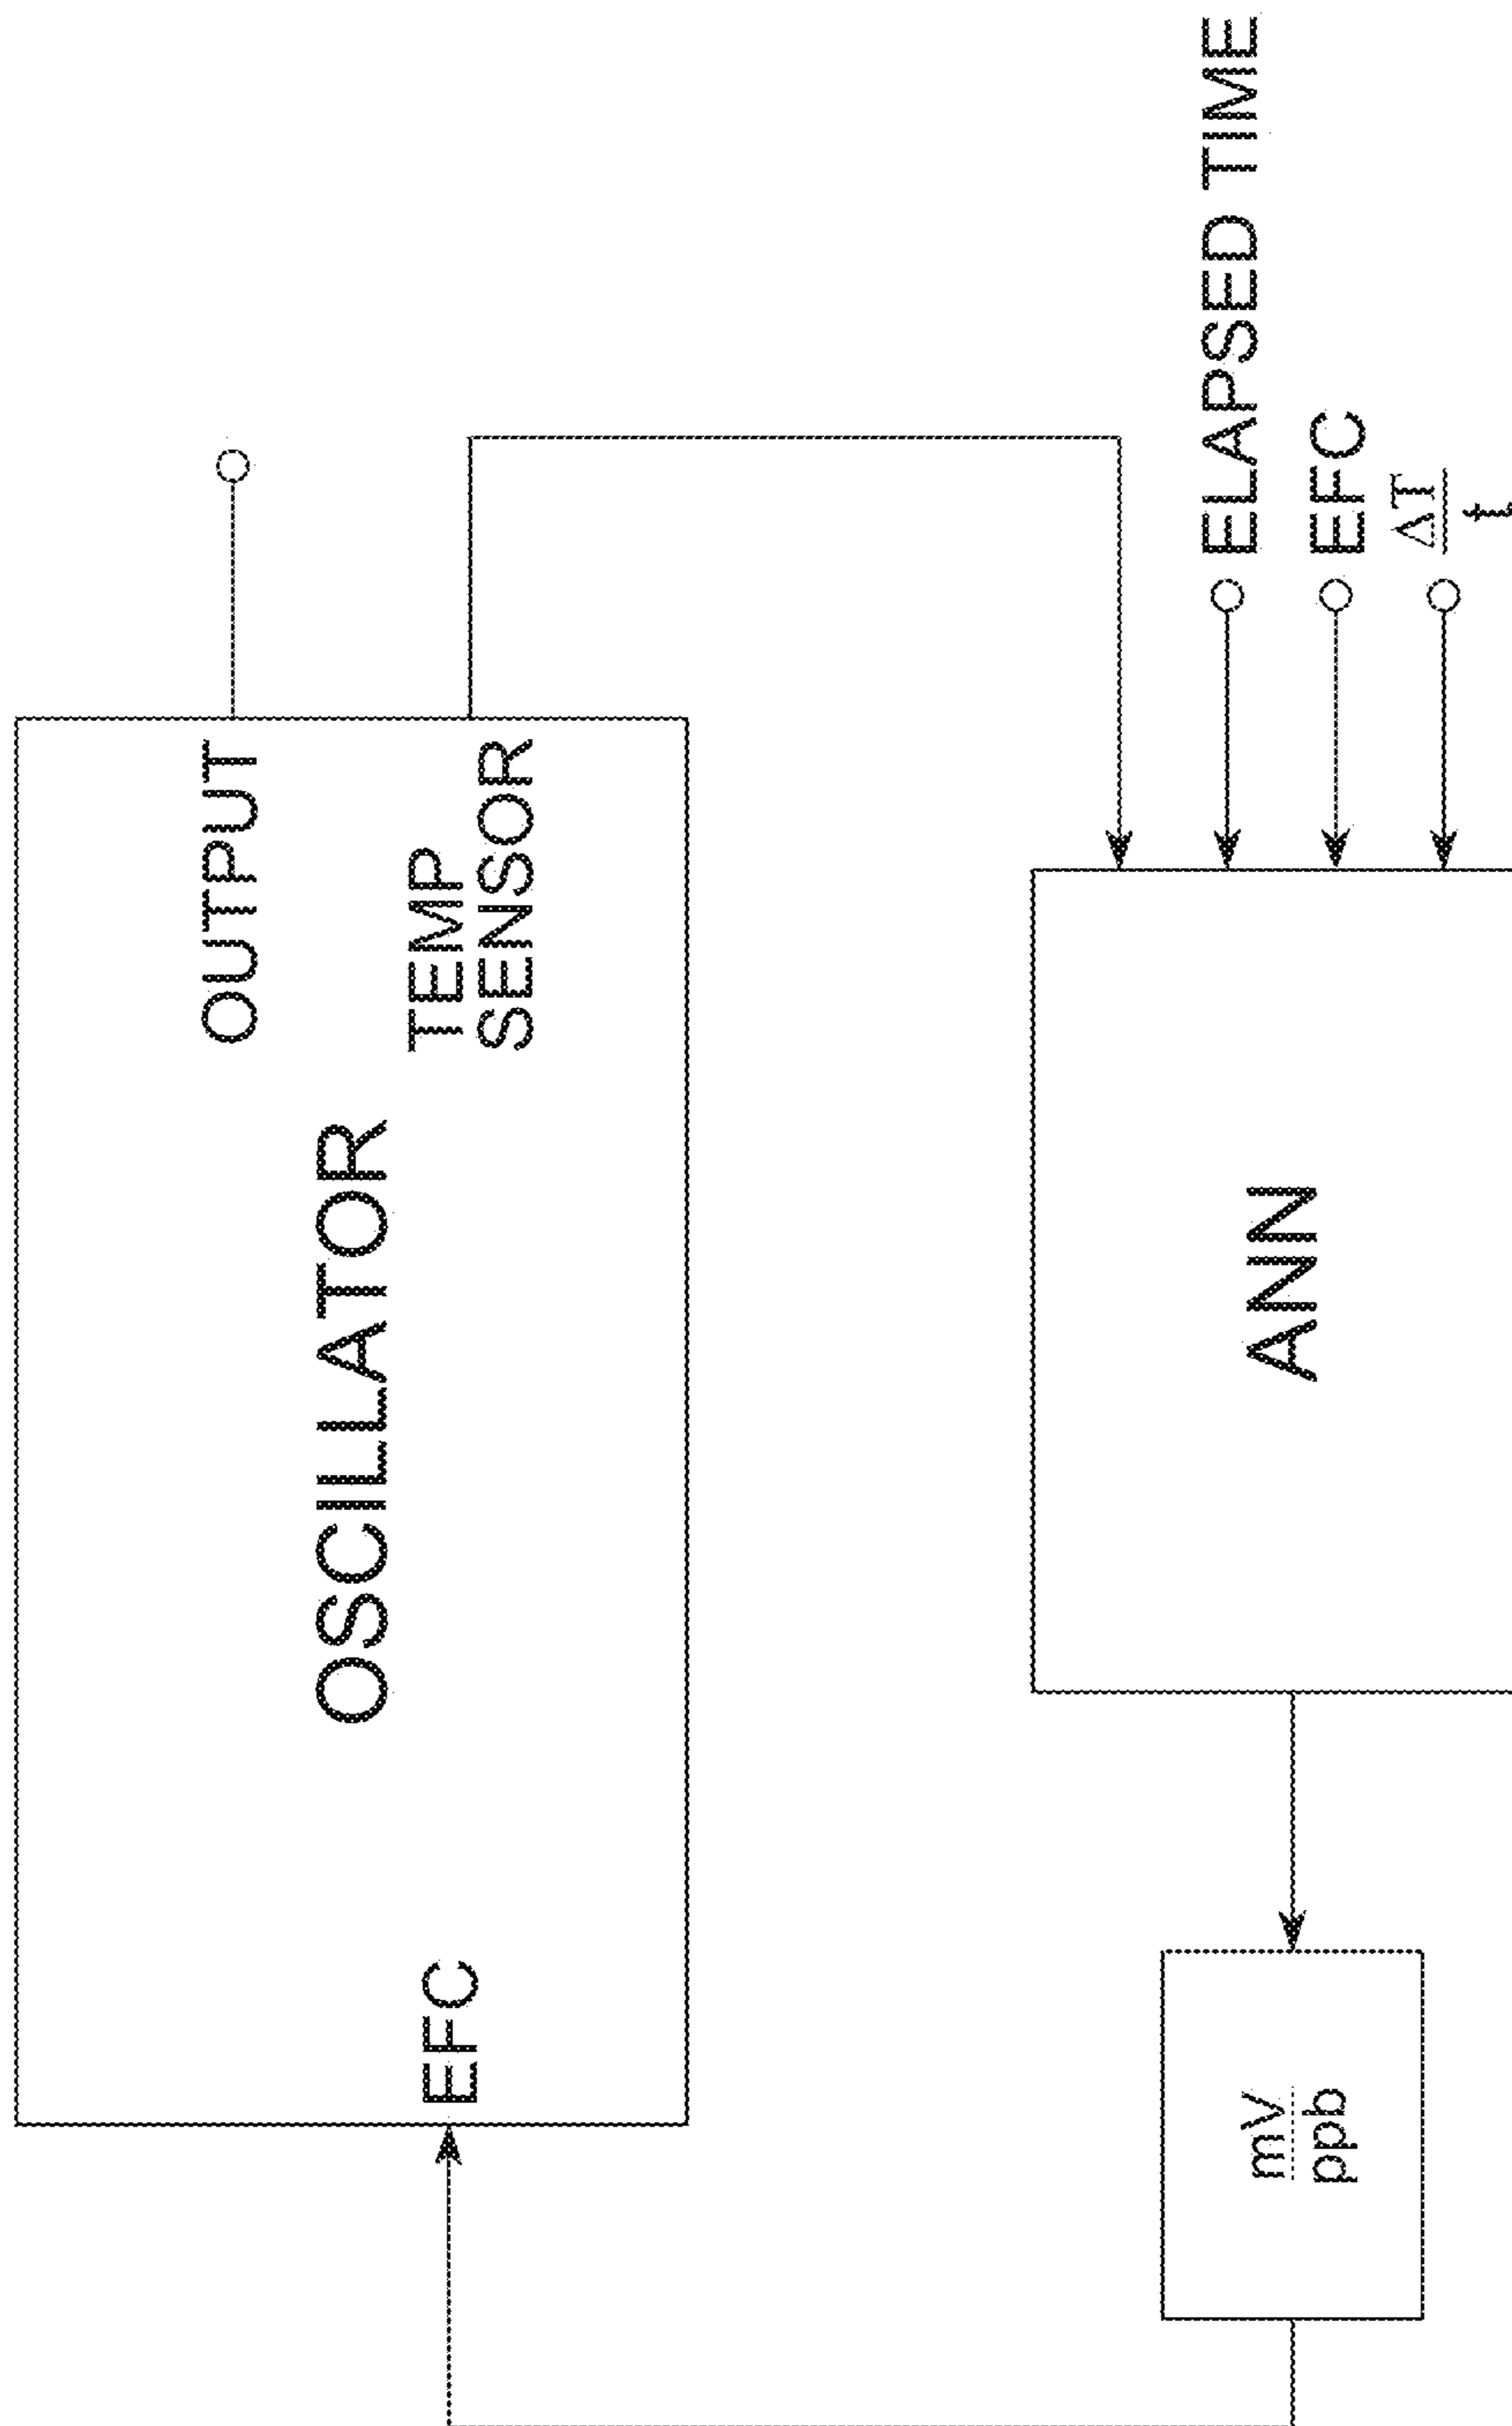 OSCILLATOR
OUTPUT
EFC
TEMP
SENSOR
mV
ppb
ANN
ELAPSED TIME
EFC
ΔT
t